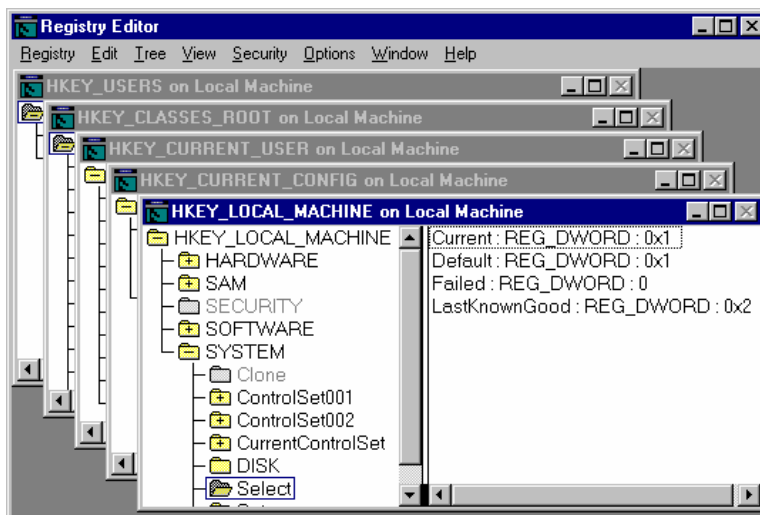 Registry Editor
Registry Edit Tree View Security Options Window Help
HKEY_USERS on Local Machine
HKEY_CLASSES_ROOT on Local Machine
HKEY_CURRENT_USER on Local Machine
HKEY_CURRENT_CONFIG on Local Machine
HKEY_LOCAL_MACHINE on Local Machine
HKEY_LOCAL_MACHINE
HARDWARE
SAM
SECURITY
SOFTWARE
SYSTEM
Clone
ControlSet001
ControlSet002
CurrentControlSet
DISK
Select
Current : REG_DWORD : 0x1
Default : REG_DWORD : 0x1
Failed : REG_DWORD : 0
LastKnownGood : REG_DWORD : 0x2